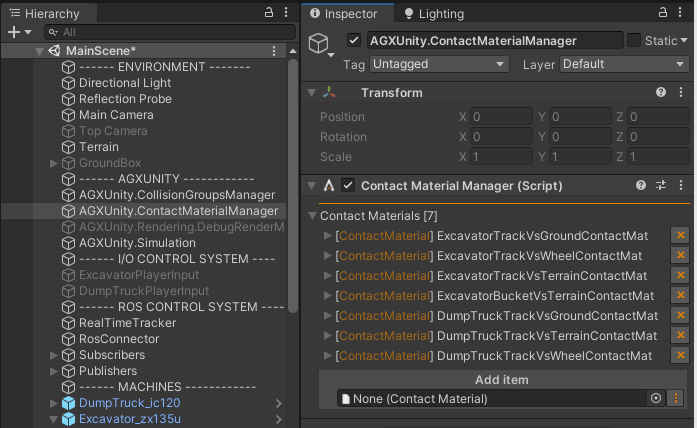 Hierarchy
All
MainScene*
------ ENVIRONMENT -------
Directional Light
Reflection Probe
Main Camera
Top Camera
Terrain
GroundBox
------ AGXUNITY ------------
AGXUnity.CollisionGroupsManager
AGXUnity.ContactMaterialManager
AGXUnity.Rendering.DebugRenderM
AGXUnity.Simulation
------ I/O CONTROL SYSTEM ----
ExcavatorPlayerInput
DumpTruckPlayerInput
------ ROS CONTROL SYSTEM ----
RealTimeTracker
RosConnector
Subscribers
Publishers
------ MACHINES ------------
DumpTruck_ic120
Excavator_zx135u
Inspector
Lighting
AGXUnity.ContactMaterialManager
Static
Tag Untagged Layer Default
Transform
Position X 0 Y 0 Z 0
Rotation X 0 Y 0 Z 0
Scale X 1 Y 1 Z 1
Contact Material Manager (Script)
Contact Materials [7]
[ContactMaterial] ExcavatorTrackVsGroundContactMat
[ContactMaterial] ExcavatorTrackVsWheelContactMat
[ContactMaterial] ExcavatorTrackVsTerrainContactMat
[ContactMaterial] ExcavatorBucketVsTerrainContactMat
[ContactMaterial] DumpTruckTrackVsGroundContactMat
[ContactMaterial] DumpTruckTrackVsTerrainContactMat
[ContactMaterial] DumpTruckTrackVsWheelContactMat
Add item
None (Contact Material)